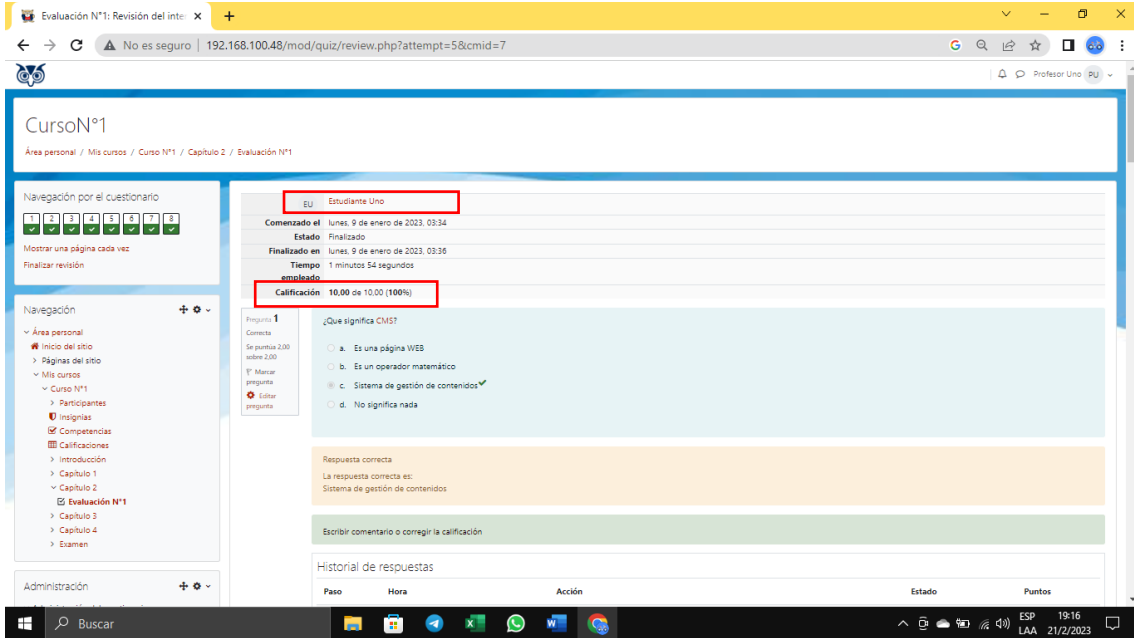 Evaluación N°1: Revisión del inte
No es seguro | 192.168.100.48/mod/quiz/review.php?attempt=5&cmid=7
Profesor Uno PU
CursoN°1
Área personal / Mis cursos / Curso N°1 / Capítulo 2 / Evaluación N°1
Navegación por el cuestionario
1 2 3 4 5 6 7 8
Mostrar una página cada vez
Finalizar revisión
Navegación
Área personal
Inicio del sitio
Páginas del sitio
Mis cursos
Curso N°1
Participantes
Insignias
Competencias
Calificaciones
Introducción
Capítulo 1
Capítulo 2
Evaluación N°1
Capítulo 3
Capítulo 4
Examen
Administración
EU Estudiante Uno
Comenzado el lunes, 9 de enero de 2023, 03:34
Estado Finalizado
Finalizado en lunes, 9 de enero de 2023, 03:36
Tiempo empleado 1 minutos 54 segundos
Calificación 10,00 de 10,00 (100%)
Pregunta 1
Correcta
Se puntúa 2,00
sobre 2,00
Marcar
pregunta
Editar
pregunta
¿Que significa CMS?
a. Es una página WEB
b. Es un operador matemático
c. Sistema de gestión de contenidos
d. No significa nada
Respuesta correcta
La respuesta correcta es:
Sistema de gestión de contenidos
Escribir comentario o corregir la calificación
Historial de respuestas
Paso Hora Acción Estado Puntos
Buscar
ESP
LAA
19:16
21/2/2023